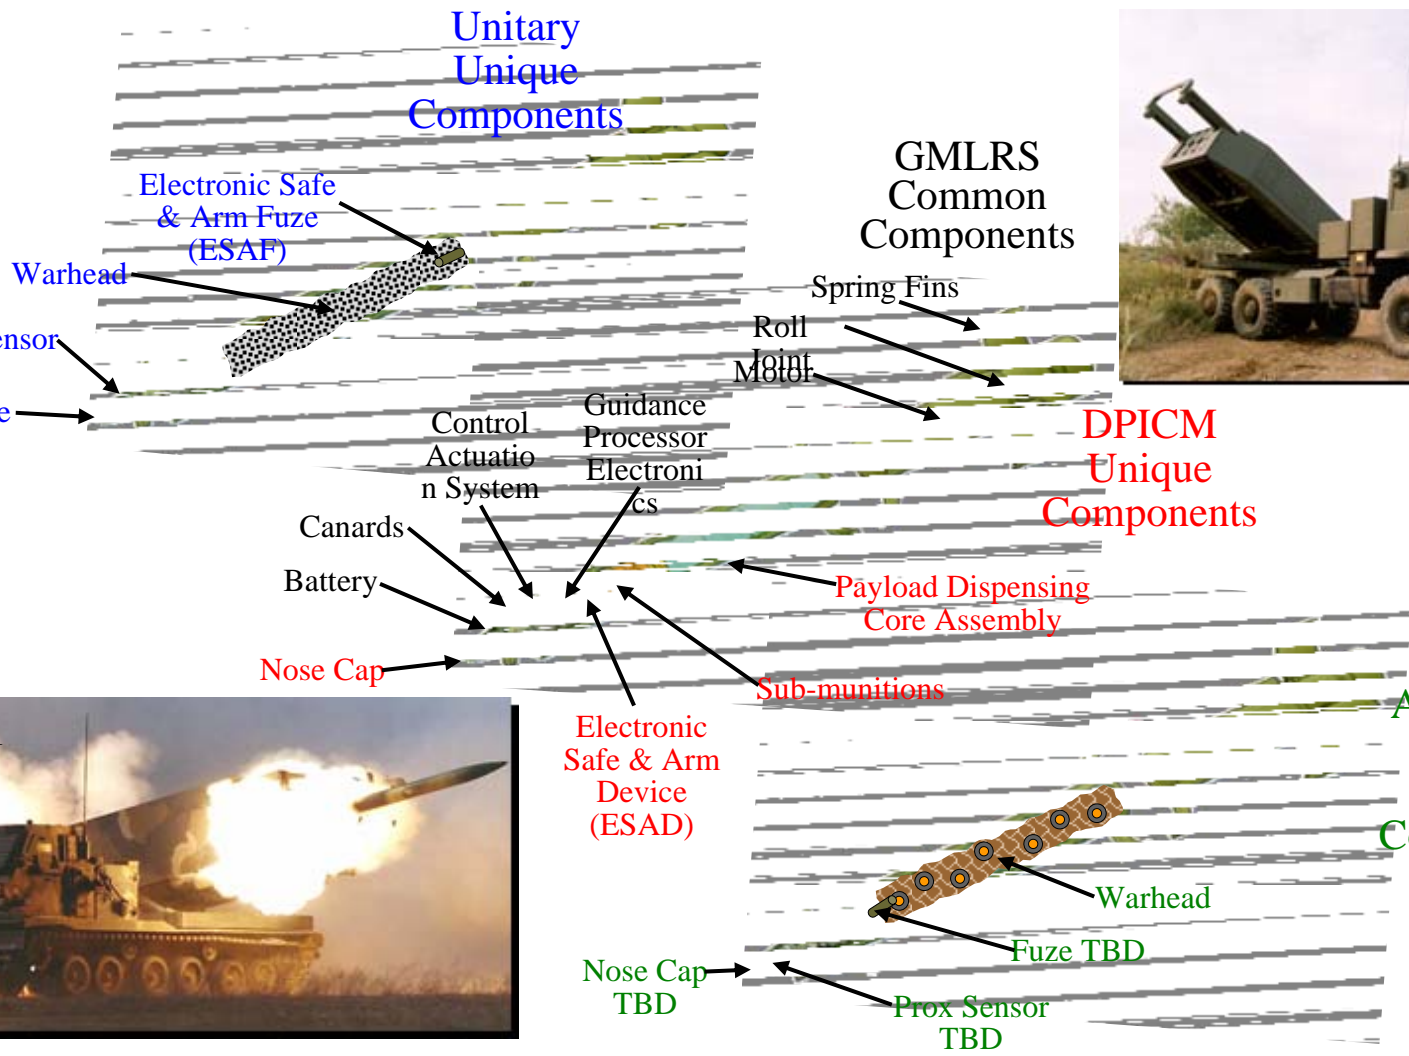 Unitary
Unique
Components
Electronic Safe
& Arm Fuze
(ESAF)
Warhead
GMLRS
Common
Components
Spring Fins
Roll
Joint
Motor
Control
Actuatio
n System
Guidance
Processor
Electroni
cs
Canards
Battery
DPICM
Unique
Components
Payload Dispensing
Core Assembly
Nose Cap
Sub-munitions
Electronic
Safe & Arm
Device
(ESAD)
Warhead
Fuze TBD
Nose Cap
TBD
Prox Sensor
TBD